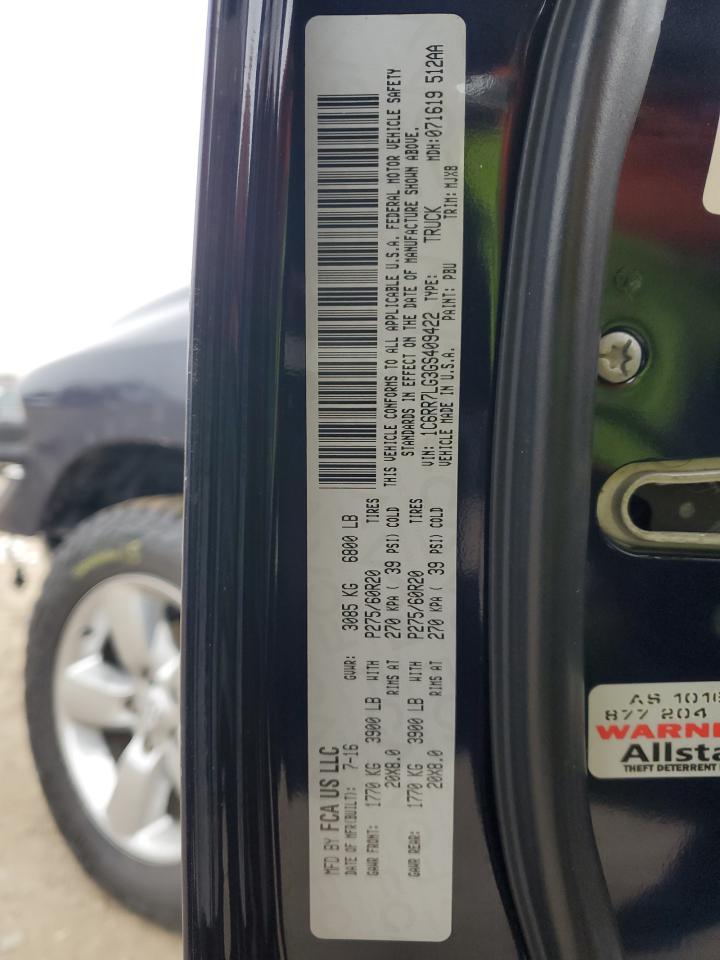 MFD BY FCA US LLC
DATE OF MFR(BUILT): 7-16 GVWR: 3085 KG 6800 LB
GAWR FRONT: 1770 KG 3900 LB WITH P275/60R20 TIRES
20X8.0 RIMS AT 270 KPA ( 39 PSI) COLD
GAWR REAR: 1770 KG 3900 LB WITH P275/60R20 TIRES
20X8.0 RIMS AT 270 KPA ( 39 PSI) COLD
THIS VEHICLE CONFORMS TO ALL APPLICABLE U.S.A. FEDERAL MOTOR VEHICLE SAFETY
STANDARDS IN EFFECT ON THE DATE OF MANUFACTURE SHOWN ABOVE.
VIN: 1C6RR7LG3GS409422 TYPE: TRUCK MDH:071619 512AA
VEHICLE MADE IN U.S.A. PAINT: PBU TRIM: MJX8
AS 1016
877 204
WARNI
Allsta
THEFT DETERRENT